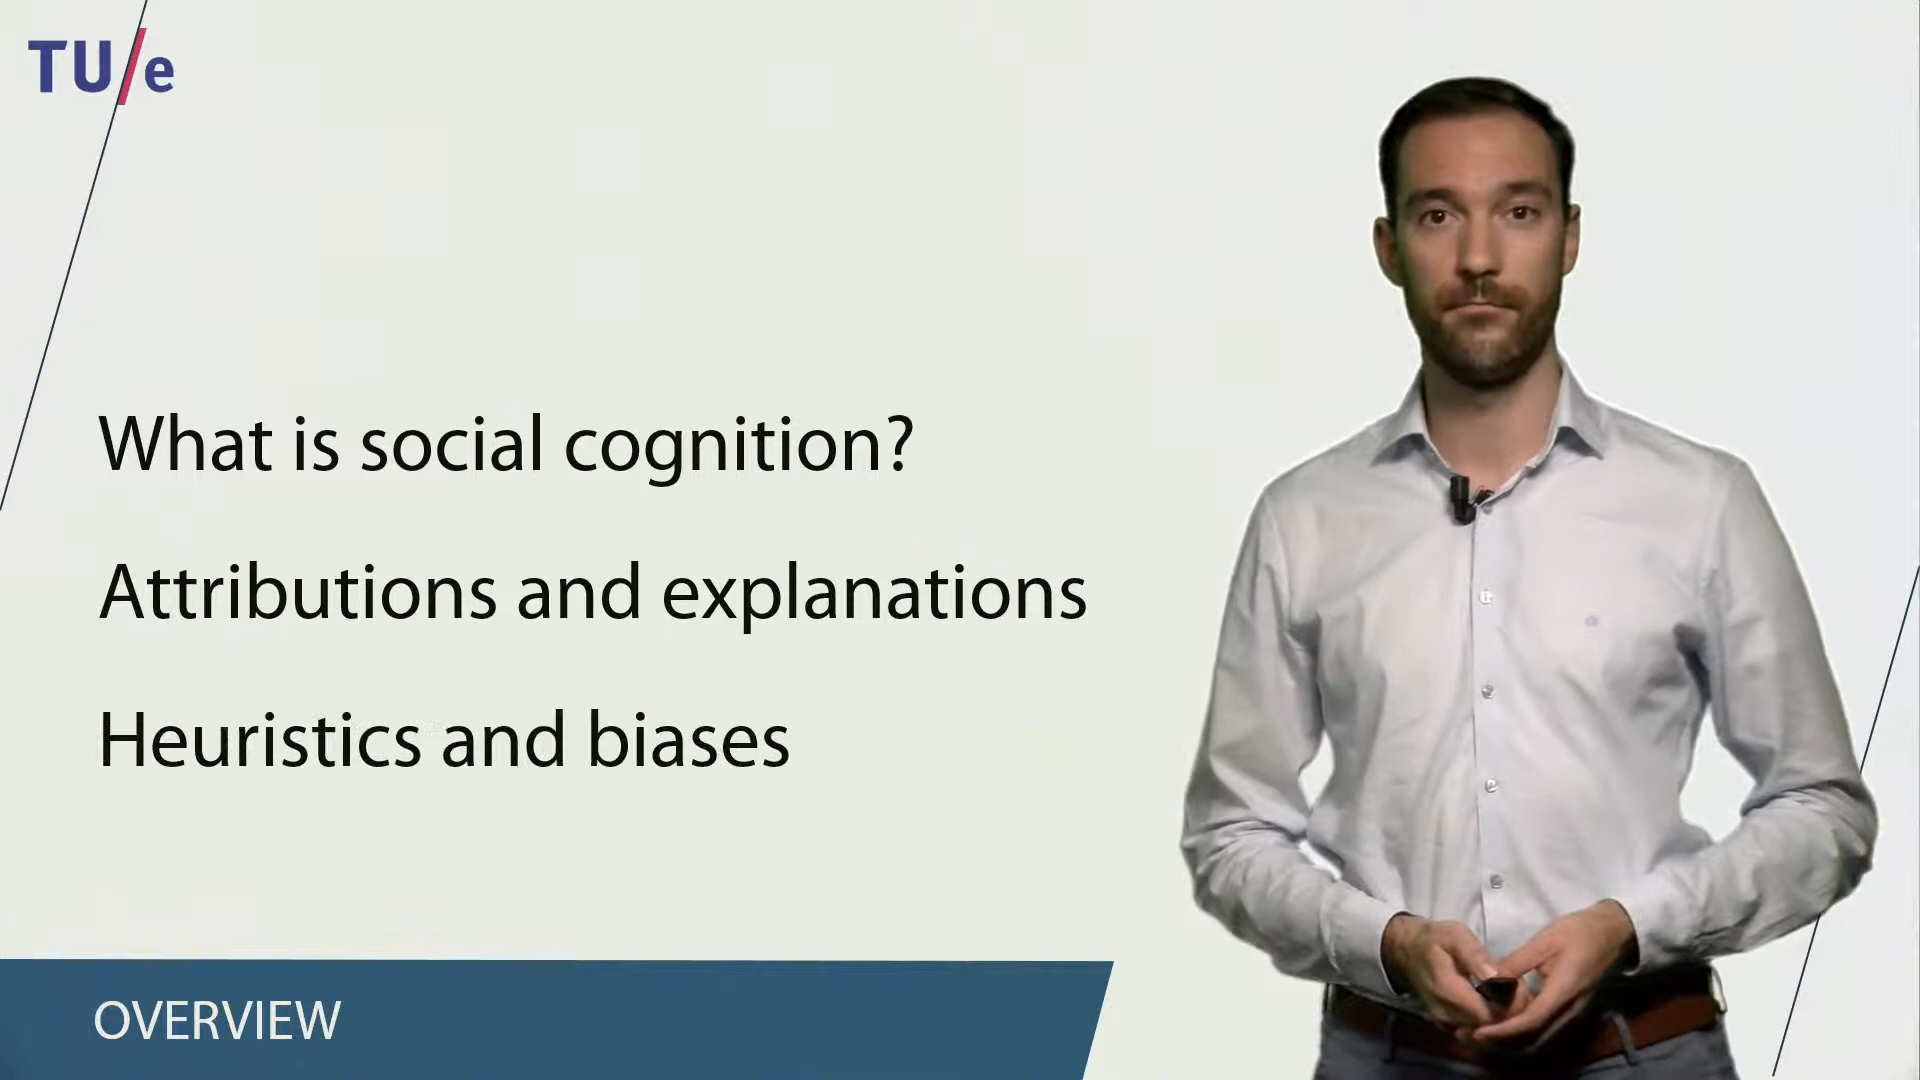 TU/e
What is social cognition?
Attributions and explanations
Heuristics and biases
OVERVIEW